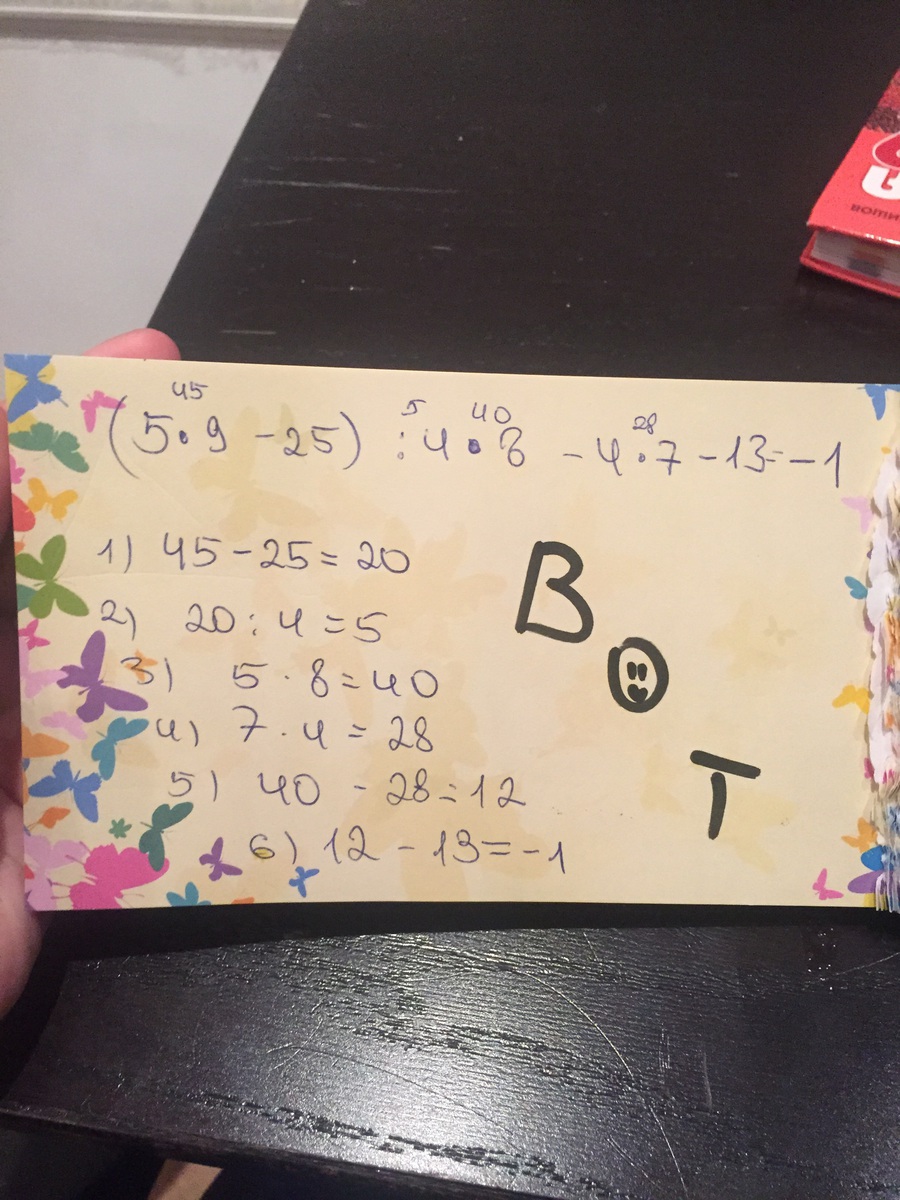 45 5 40 28
(5·9 - 25) : 4·8 - 4·7 - 13 = -1
1) 45 - 25 = 20
2) 20 : 4 = 5
3) 5 · 8 = 40
4) 7 · 4 = 28
5) 40 - 28 = 12
6) 12 - 13 = -1
В
О
Т